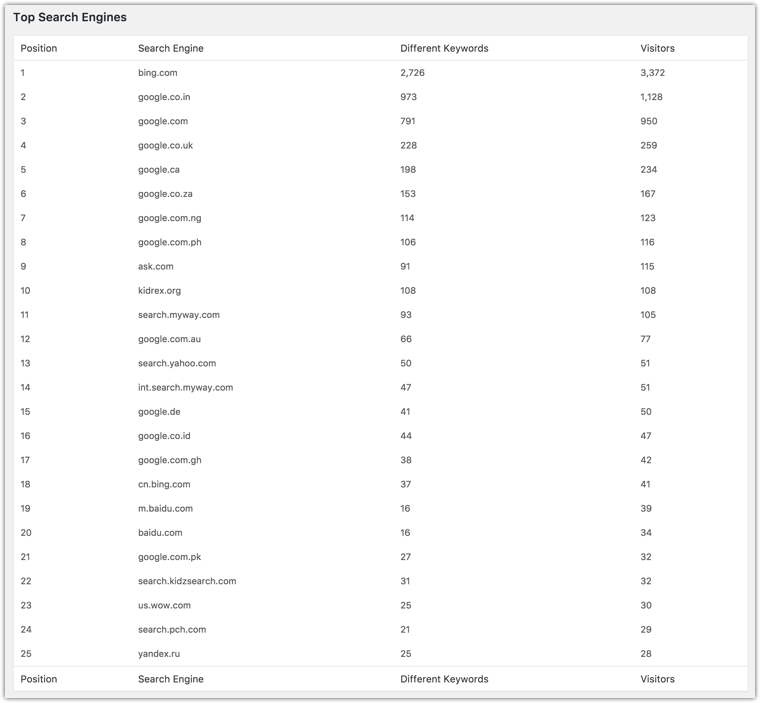 Top Search Engines
Position Search Engine Different Keywords Visitors
1 bing.com 2,726 3,372
2 google.co.in 973 1,128
3 google.com 791 950
4 google.co.uk 228 259
5 google.ca 198 234
6 google.co.za 153 167
7 google.com.ng 114 123
8 google.com.ph 106 116
9 ask.com 91 115
10 kidrex.org 108 108
11 search.myway.com 93 105
12 google.com.au 66 77
13 search.yahoo.com 50 51
14 int.search.myway.com 47 51
15 google.de 41 50
16 google.co.id 44 47
17 google.com.gh 38 42
18 cn.bing.com 37 41
19 m.baidu.com 16 39
20 baidu.com 16 34
21 google.com.pk 27 32
22 search.kidzsearch.com 31 32
23 us.wow.com 25 30
24 search.pch.com 21 29
25 yandex.ru 25 28
Position Search Engine Different Keywords Visitors